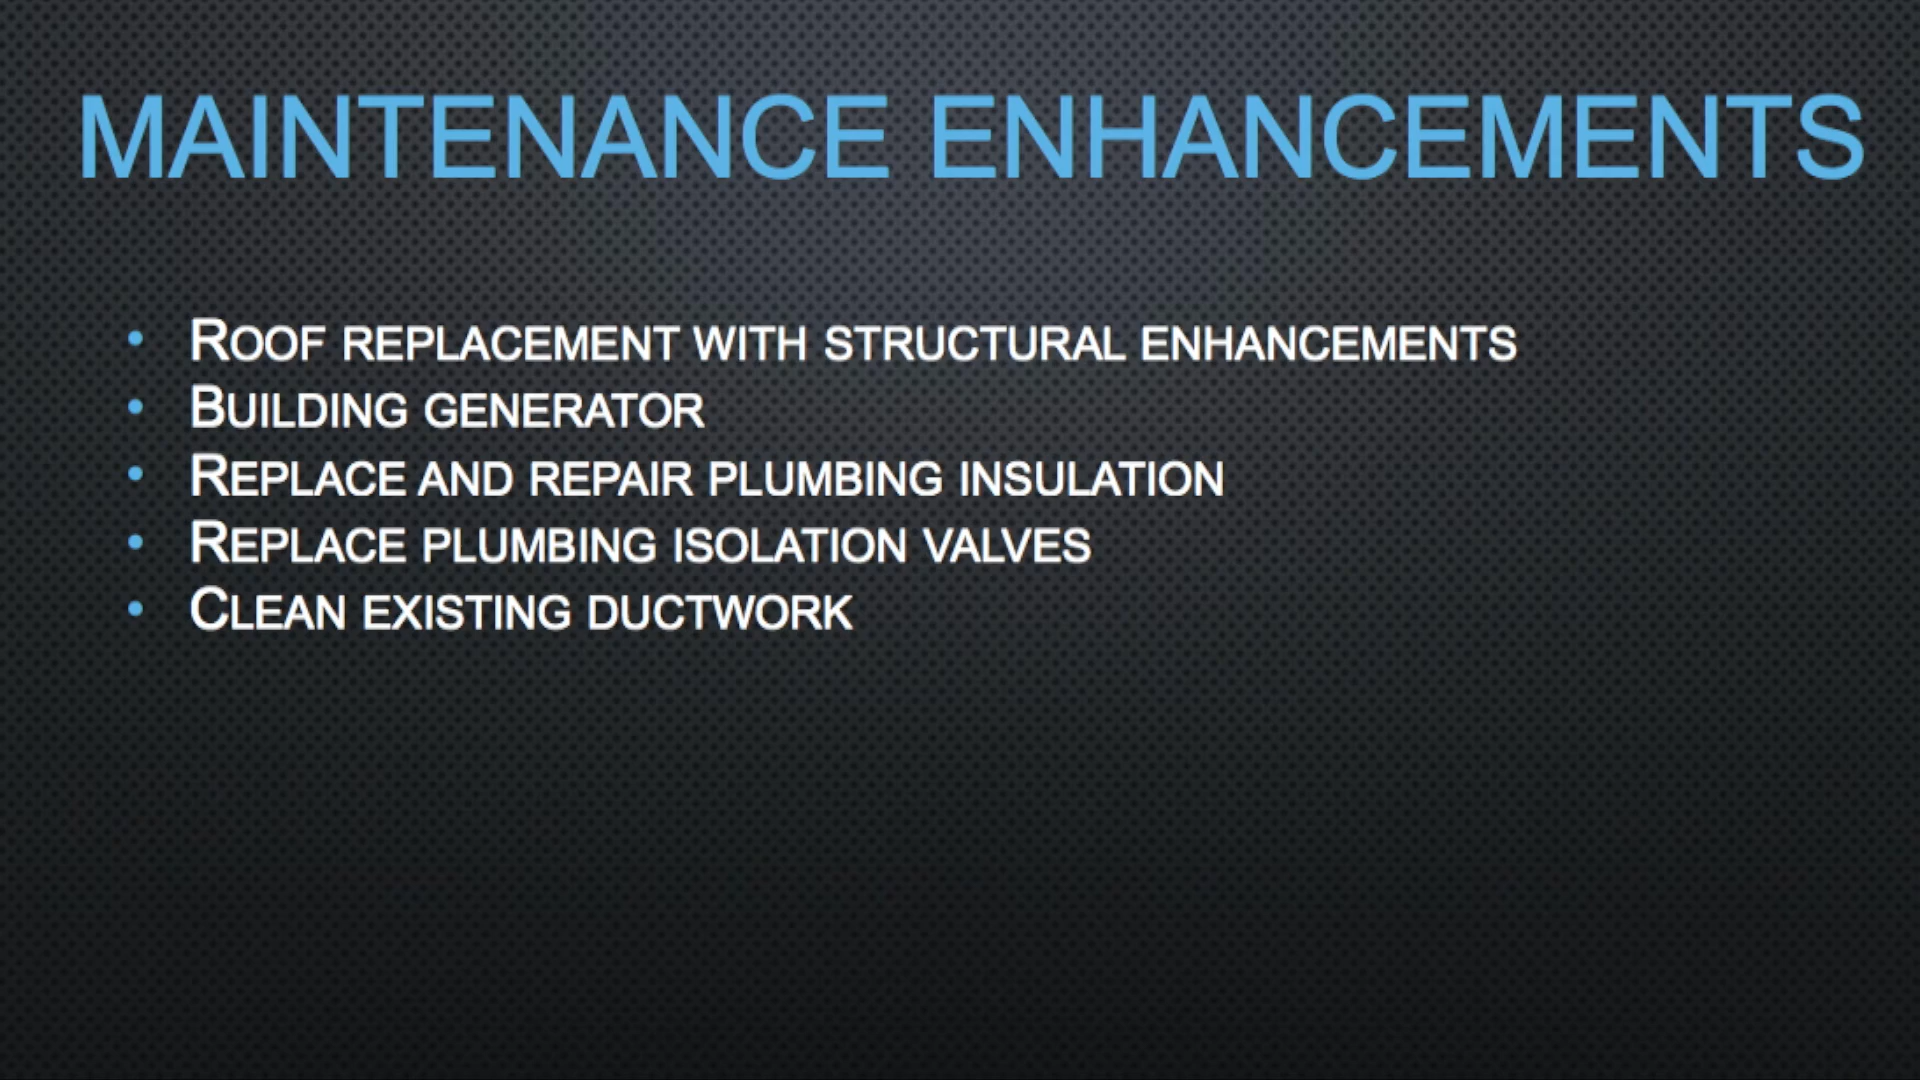 MAINTENANCE ENHANCEMENTS
• ROOF REPLACEMENT WITH STRUCTURAL ENHANCEMENTS
• BUILDING GENERATOR
• REPLACE AND REPAIR PLUMBING INSULATION
• REPLACE PLUMBING ISOLATION VALVES
• CLEAN EXISTING DUCTWORK